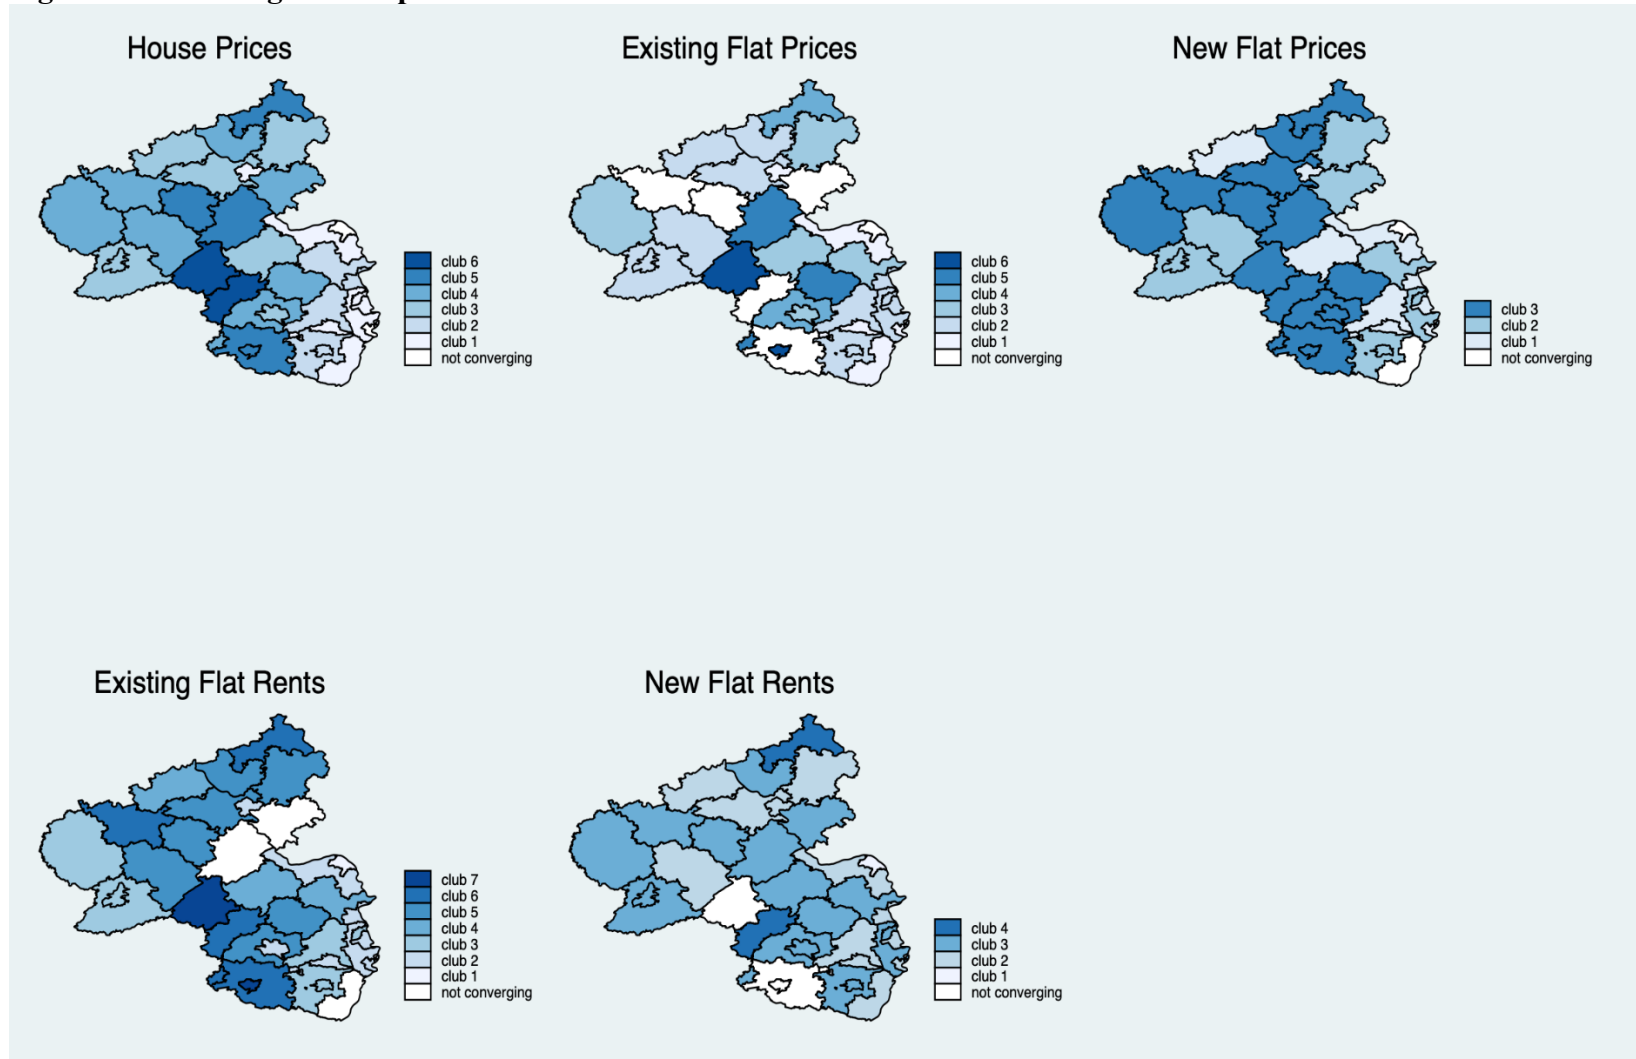 House Prices
Existing Flat Prices
New Flat Prices
club 6
club 5
club 4
club 3
club 2
club 1
not converging
club 6
club 5
club 4
club 3
club 2
club 1
not converging
club 3
club 2
club 1
not converging
Existing Flat Rents
New Flat Rents
club 7
club 6
club 5
club 4
club 3
club 2
club 1
not converging
club 4
club 3
club 2
club 1
not converging